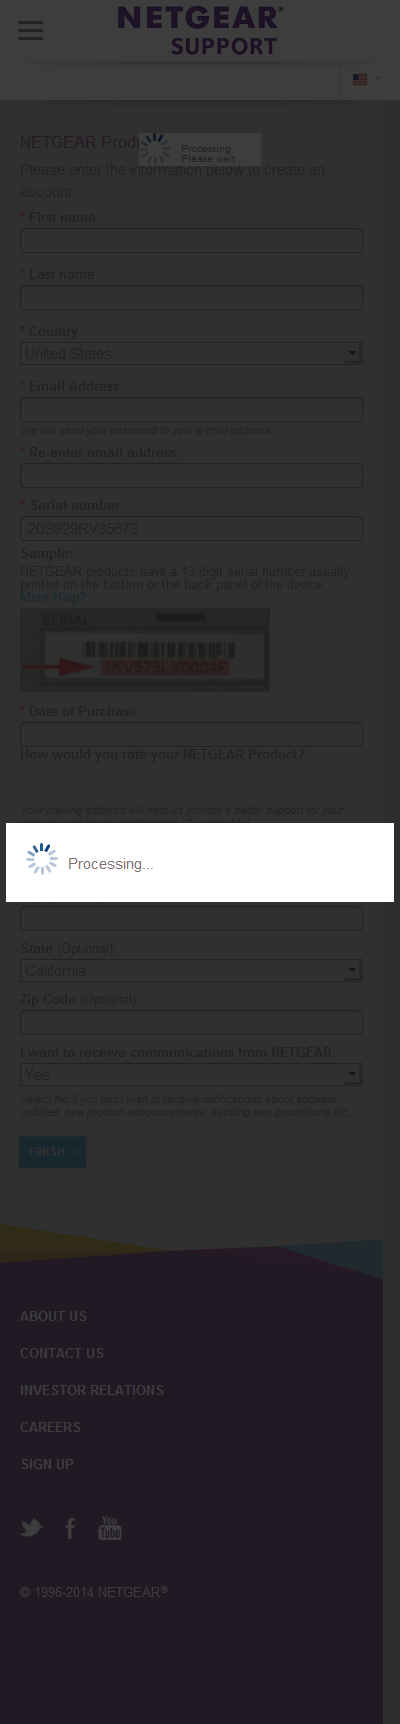 NETGEAR®
SUPPORT
NETGEAR
Processing,
Please wait...
Please enter the information below to create an
account
* First name
* Last name:
* Country:
United States
* Email Address:
We will send your password to your e-mail address.
* Re-enter email address
* Serial number
20S929RV35673
Sample:
NETGEAR products have a 13 digit serial number usually
printed on the bottom or the back panel of the device.
More Help?
SERIAL
1KV573LX0004F
* Date of Purchase
How would you rate your NETGEAR Product?
Your mailing address will help us provide a better support for your
Processing...
State (Optional)
California
Zip Code (Optional)
I want to receive communications from NETGEAR:
Yes
Select No if you don't wish to receive notifications about software
updates, new product announcements, exciting new promotions etc.
FINISH >
ABOUT US
CONTACT US
INVESTOR RELATIONS
CAREERS
SIGN UP
You
Tube
© 1996-2014 NETGEAR®